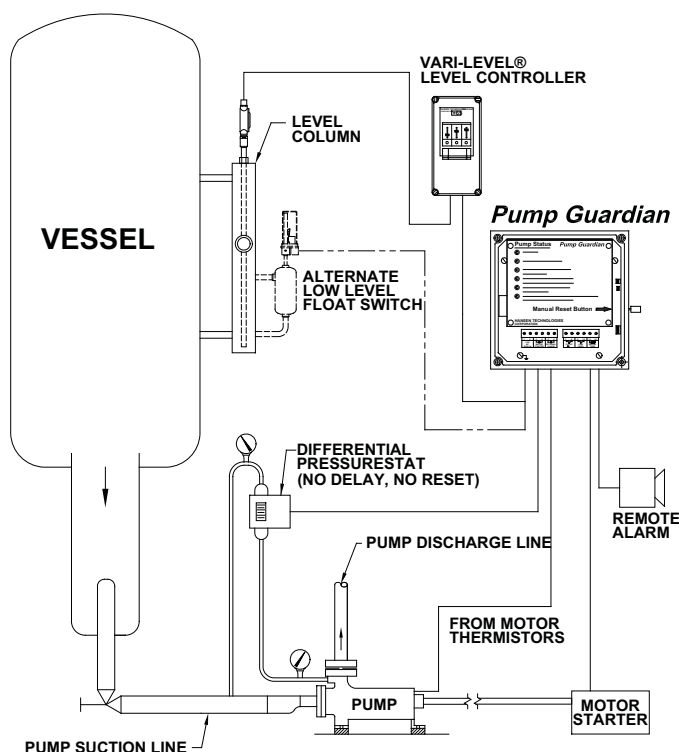 VARI-LEVEL®
LEVEL CONTROLLER
LEVEL
COLUMN
Pump Guardian
VESSEL
Pump Status
Pump Guardian
ALTERNATE
LOW LEVEL
FLOAT SWITCH
Manual Reset Button
HANSEN TECHNOLOGIES
CORPORATION
DIFFERENTIAL
PRESSURESTAT
(NO DELAY, NO RESET)
REMOTE
ALARM
PUMP DISCHARGE LINE
FROM MOTOR
THERMISTORS
PUMP
MOTOR
STARTER
PUMP SUCTION LINE